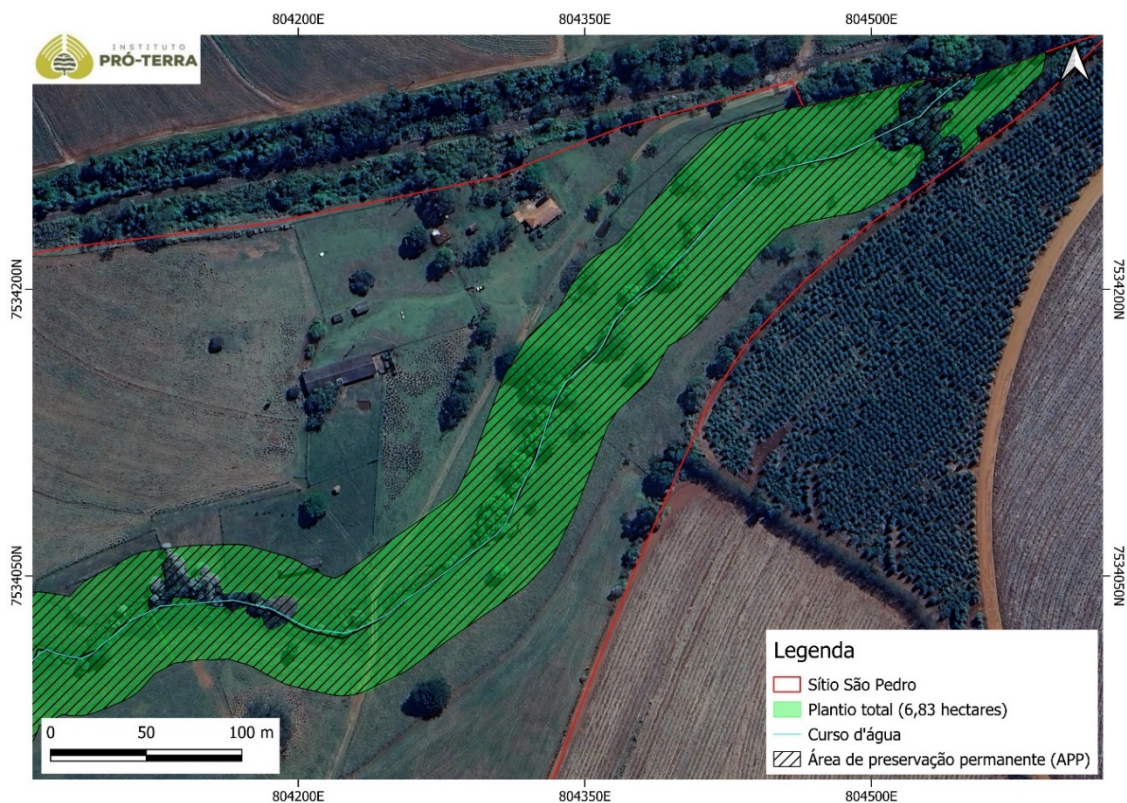 804200E
804350E
804500E
INSTITUTO
PRÓ-TERRA
7534200N
7534200N
7534050N
7534050N
Legenda
Sítio São Pedro
Plantio total (6,83 hectares)
Curso d'água
Área de preservação permanente (APP)
0 50 100 m
804200E
804350E
804500E